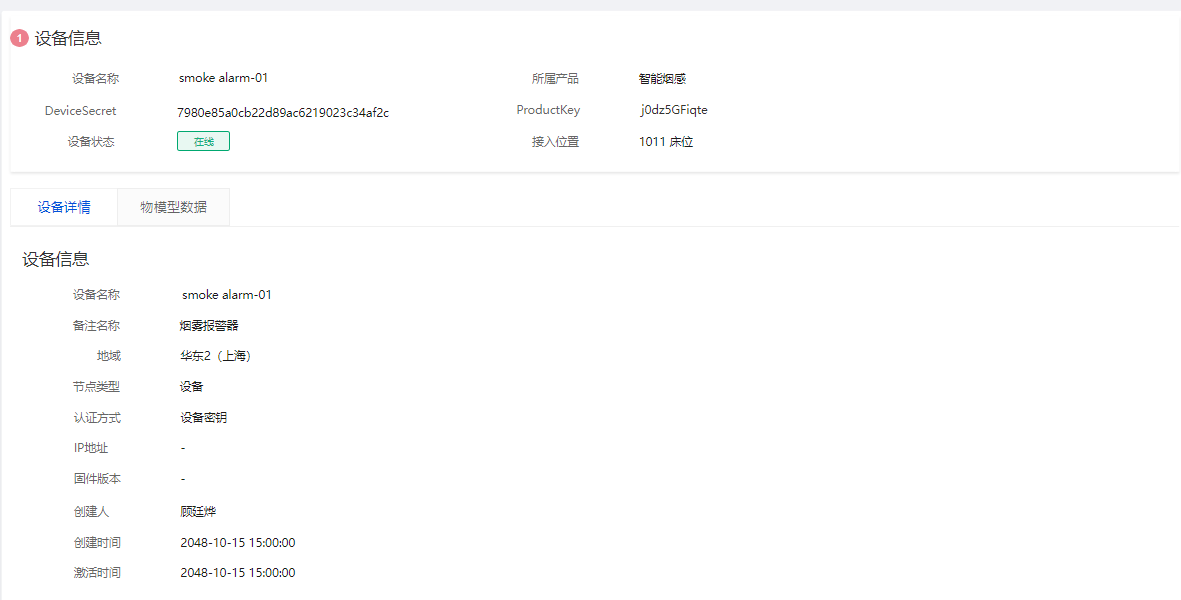 1 设备信息
设备名称 smoke alarm-01 所属产品 智能烟感
DeviceSecret 7980e85a0cb22d89ac6219023c34af2c ProductKey j0dz5GFiqte
设备状态 在线 接入位置 1011 床位
设备详情 物模型数据
设备信息
设备名称 smoke alarm-01
备注名称 烟雾报警器
地域 华东2（上海）
节点类型 设备
认证方式 设备密钥
IP地址 -
固件版本 -
创建人 顾廷烨
创建时间 2048-10-15 15:00:00
激活时间 2048-10-15 15:00:00